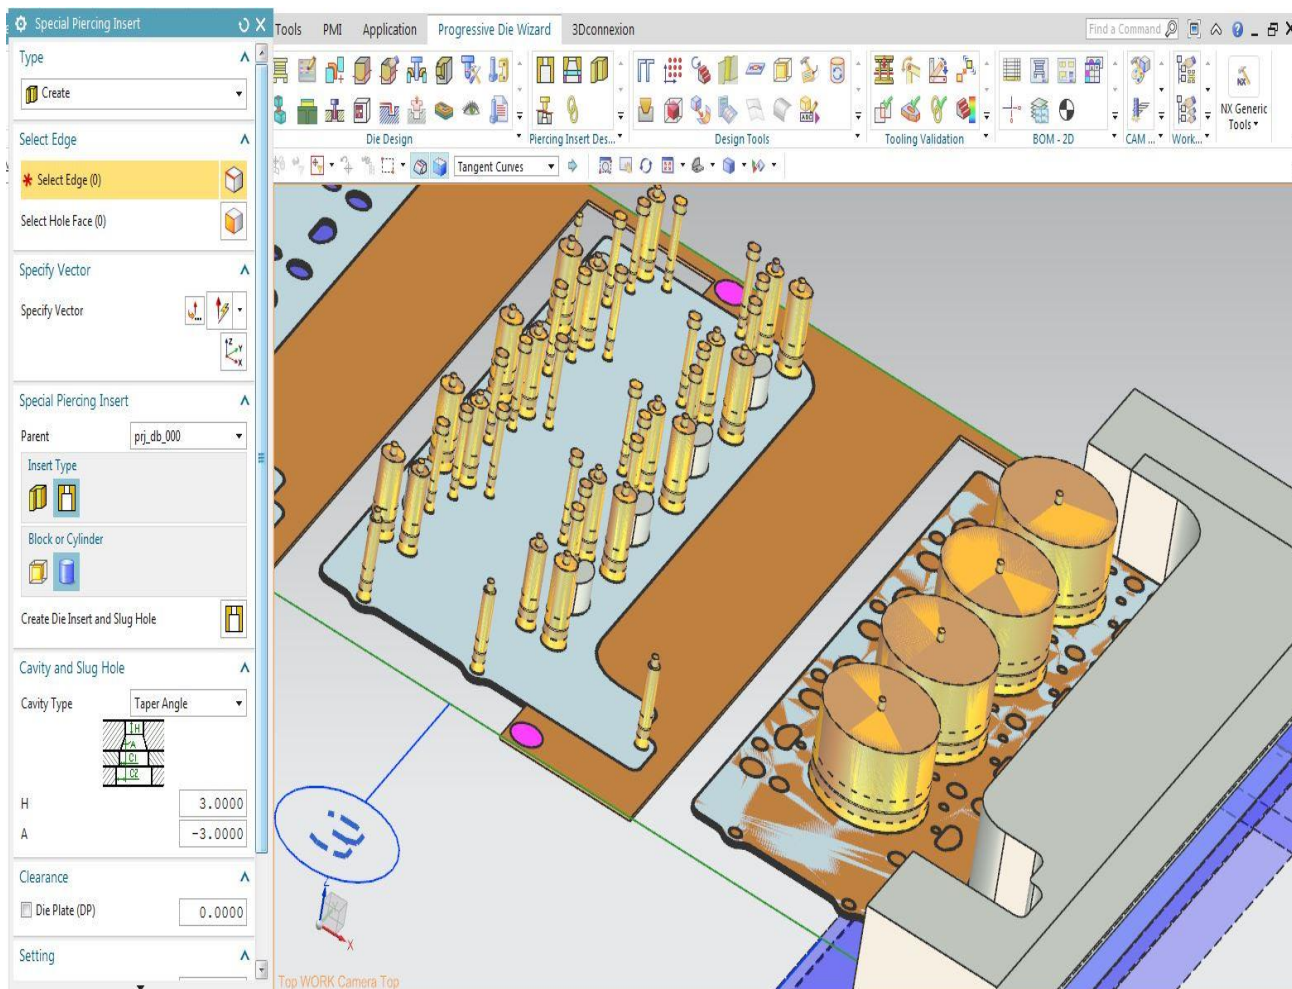 Special Piercing Insert
Tools PMI Application Progressive Die Wizard 3Dconnexion
Find a Command
Type
Create
Select Edge
* Select Edge (0)
Select Hole Face (0)
Specify Vector
Specify Vector
Special Piercing Insert
Parent prj_db_000
Insert Type
Block or Cylinder
Create Die Insert and Slug Hole
Cavity and Slug Hole
Cavity Type Taper Angle
H
A
C1
C2
H 3.0000
A -3.0000
Clearance
Die Plate (DP) 0.0000
Setting
Die Design Piercing Insert Des... Design Tools Tooling Validation BOM - 2D CAM ... Work...
NX Generic
Tools
Tangent Curves
Z
X
Top WORK Camera Top